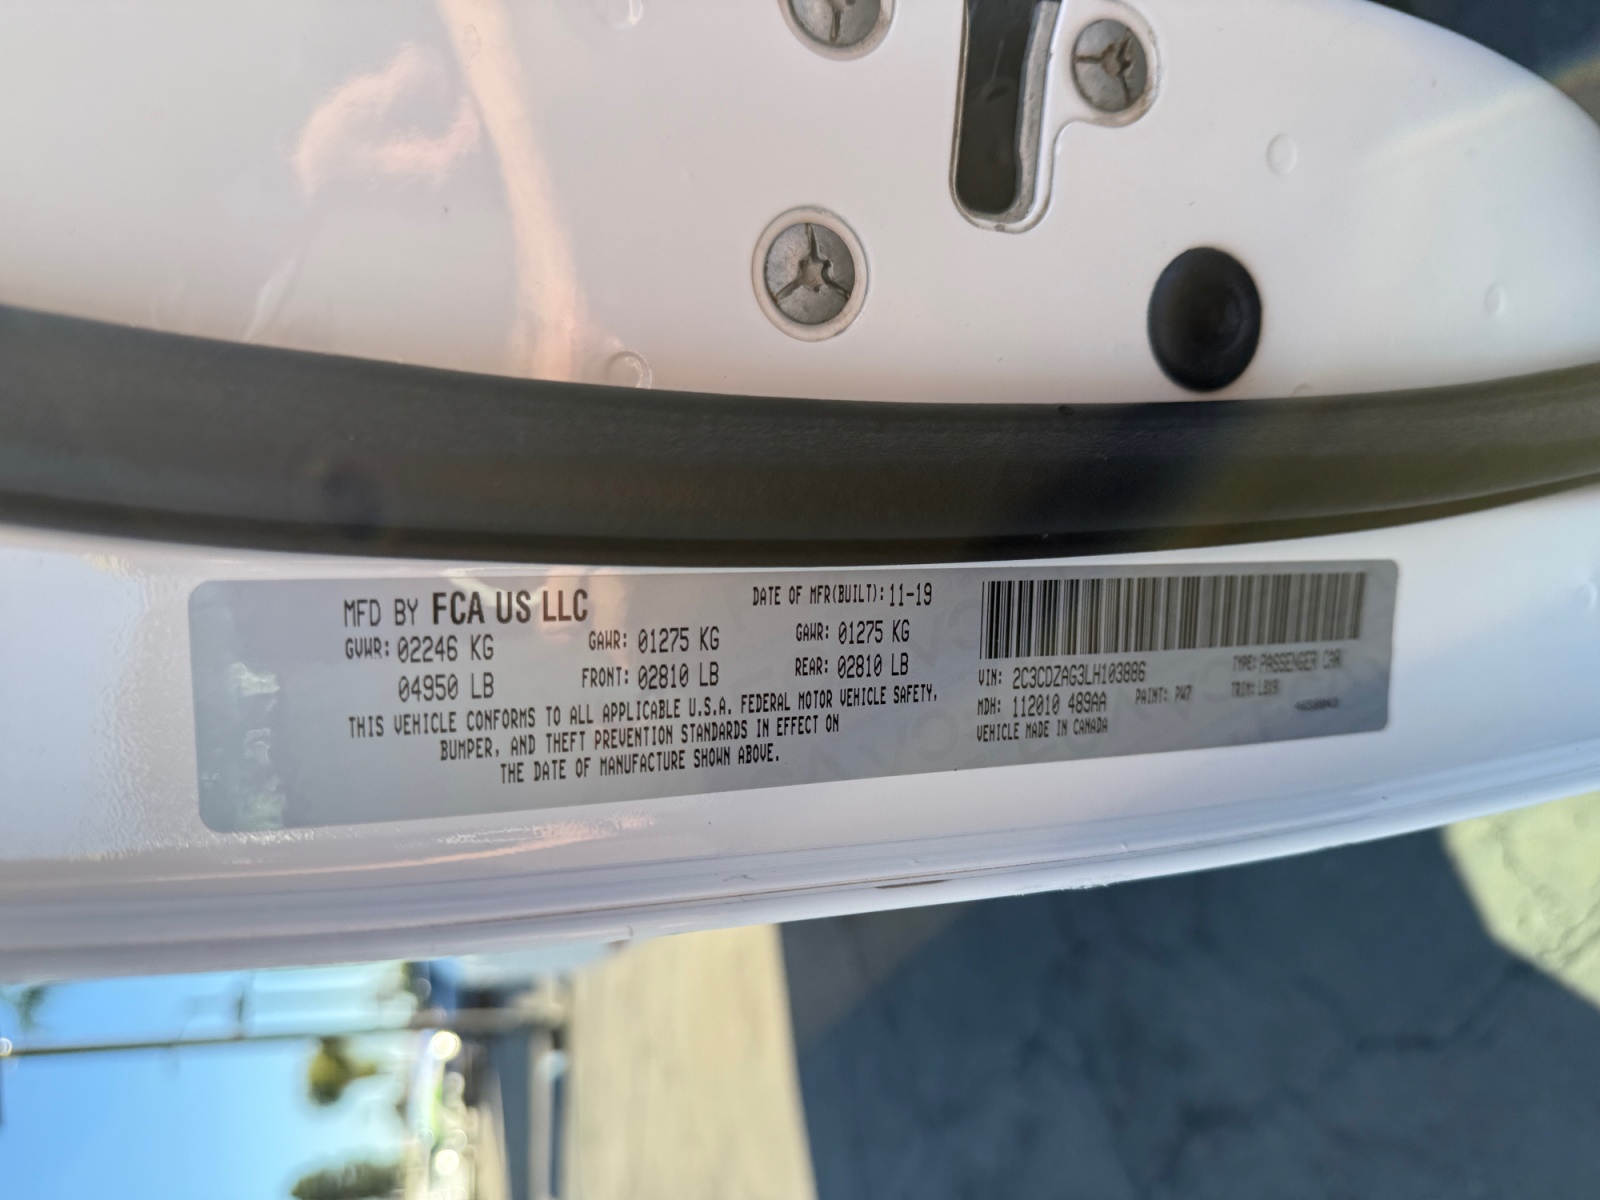 MFD BY FCA US LLC
DATE OF MFR(BUILT): 11-19
GVWR: 02246 KG
GAWR: 01275 KG
GAWR: 01275 KG
04950 LB
FRONT: 02810 LB
REAR: 02810 LB
THIS VEHICLE CONFORMS TO ALL APPLICABLE U.S.A. FEDERAL MOTOR VEHICLE SAFETY,
BUMPER, AND THEFT PREVENTION STANDARDS IN EFFECT ON
THE DATE OF MANUFACTURE SHOWN ABOVE.
VIN: 2C3CDZAG3LH103886
TYPE: PASSENGER CAR
MDH: 112010 489AA
PAINT: PW7
TRIM: LBX9
VEHICLE MADE IN CANADA